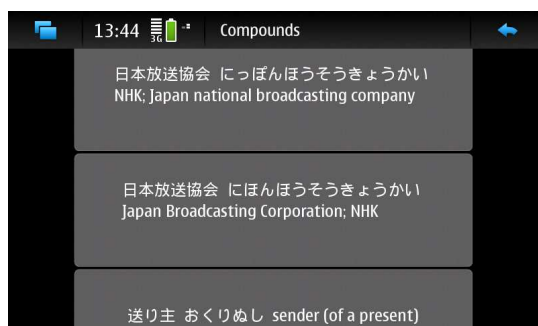 13:44 3G Compounds
日本放送協会 にっぽんほうそうきょうかい
NHK; Japan national broadcasting company
日本放送協会 にほんほうそうきょうかい
Japan Broadcasting Corporation; NHK
送り主 おくりぬし sender (of a present)